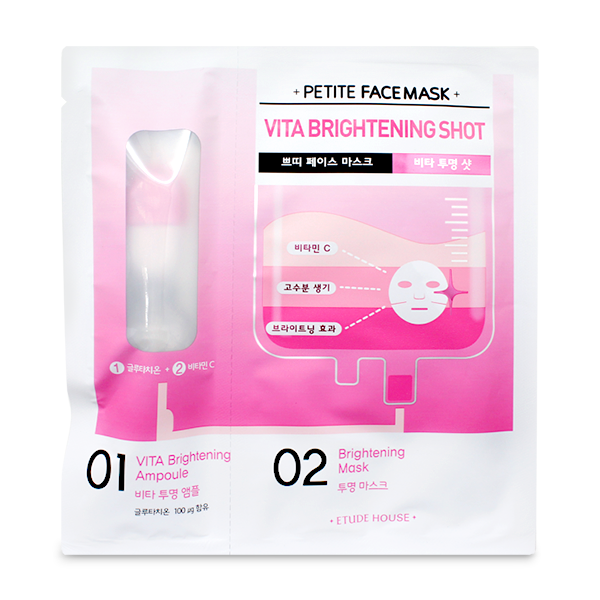 + PETITE FACE MASK +
VITA BRIGHTENING SHOT
쁘띠 페이스 마스크
비타 투명 샷
비타민 C
고수분 생기
브라이트닝 효과
1 글루타치온 + 2 비타민 C
01 VITA Brightening
Ampoule
비타 투명 앰플
글루타치온 100 μg 함유
02 Brightening
Mask
투명 마스크
• ETUDE HOUSE •